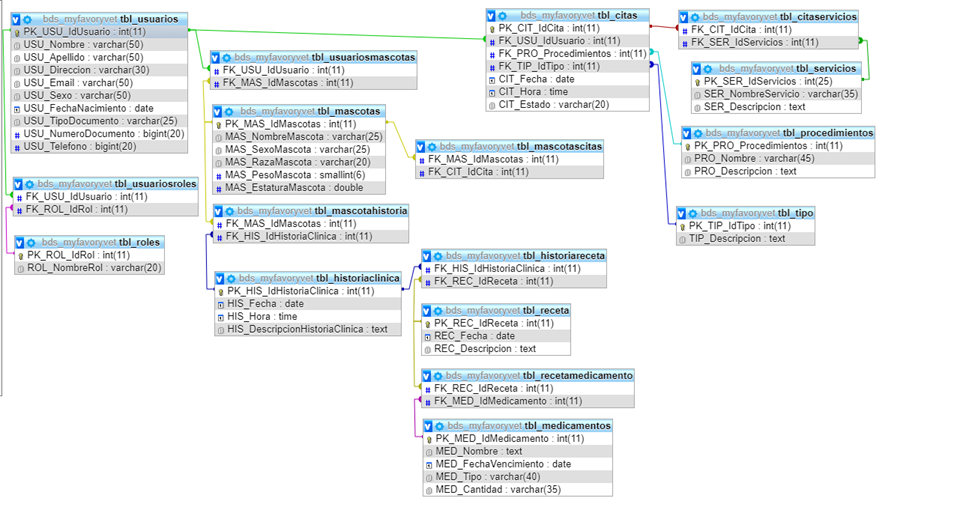 bds_myfavoryvet tbl_usuarios
PK_USU_IdUsuario : int(11)
USU_Nombre : varchar(50)
USU_Apellido : varchar(50)
USU_Direccion : varchar(30)
USU_Email : varchar(50)
USU_Sexo : varchar(50)
USU_FechaNacimiento : date
USU_TipoDocumento : varchar(25)
USU_NumeroDocumento : bigint(20)
USU_Telefono : bigint(20)
bds_myfavoryvet tbl_usuariosroles
FK_USU_IdUsuario : int(11)
FK_ROL_IdRol : int(11)
bds_myfavoryvet tbl_roles
PK_ROL_IdRol : int(11)
ROL_NombreRol : varchar(20)
bds_myfavoryvet tbl_usuariosmascotas
FK_USU_IdUsuario : int(11)
FK_MAS_IdMascotas : int(11)
bds_myfavoryvet tbl_mascotas
PK_MAS_IdMascotas : int(11)
MAS_NombreMascota : varchar(25)
MAS_SexoMascota : varchar(25)
MAS_RazaMascota : varchar(20)
MAS_PesoMascota : smallint(6)
MAS_EstaturaMascota : double
bds_myfavoryvet tbl_mascotahistoria
FK_MAS_IdMascotas : int(11)
FK_HIS_IdHistoriaClinica : int(11)
bds_myfavoryvet tbl_historiaclinica
PK_HIS_IdHistoriaClinica : int(11)
HIS_Fecha : date
HIS_Hora : time
HIS_DescripcionHistoriaClinica : text
bds_myfavoryvet tbl_mascotascitas
FK_MAS_IdMascotas : int(11)
FK_CIT_IdCita : int(11)
bds_myfavoryvet tbl_historiareceta
FK_HIS_IdHistoriaClinica : int(11)
FK_REC_IdReceta : int(11)
bds_myfavoryvet tbl_receta
PK_REC_IdReceta : int(11)
REC_Fecha : date
REC_Descripcion : text
bds_myfavoryvet tbl_recetamedicamento
FK_REC_IdReceta : int(11)
FK_MED_IdMedicamento : int(11)
bds_myfavoryvet tbl_medicamentos
PK_MED_IdMedicamento : int(11)
MED_Nombre : text
MED_FechaVencimiento : date
MED_Tipo : varchar(40)
MED_Cantidad : varchar(35)
bds_myfavoryvet tbl_citas
PK_CIT_IdCita : int(11)
FK_USU_IdUsuario : int(11)
FK_PRO_Procedimientos : int(11)
FK_TIP_IdTipo : int(11)
CIT_Fecha : date
CIT_Hora : time
CIT_Estado : varchar(20)
bds_myfavoryvet tbl_citaservicios
FK_CIT_IdCita : int(11)
FK_SER_IdServicios : int(11)
bds_myfavoryvet tbl_servicios
PK_SER_IdServicios : int(25)
SER_NombreServicio : varchar(35)
SER_Descripcion : text
bds_myfavoryvet tbl_procedimientos
PK_PRO_Procedimientos : int(11)
PRO_Nombre : varchar(45)
PRO_Descripcion : text
bds_myfavoryvet tbl_tipo
PK_TIP_IdTipo : int(11)
TIP_Descripcion : text